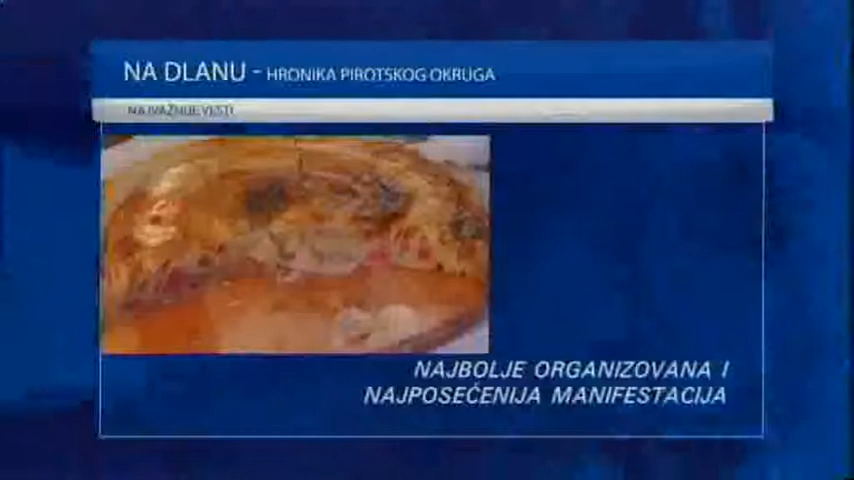 NA DLANU - HRONIKA PIROTSKOG OKRUGA
NAJVAŽNIJE VESTI
NAJBOLJE ORGANIZOVANA I
NAJPOSEĆENIJA MANIFESTACIJA